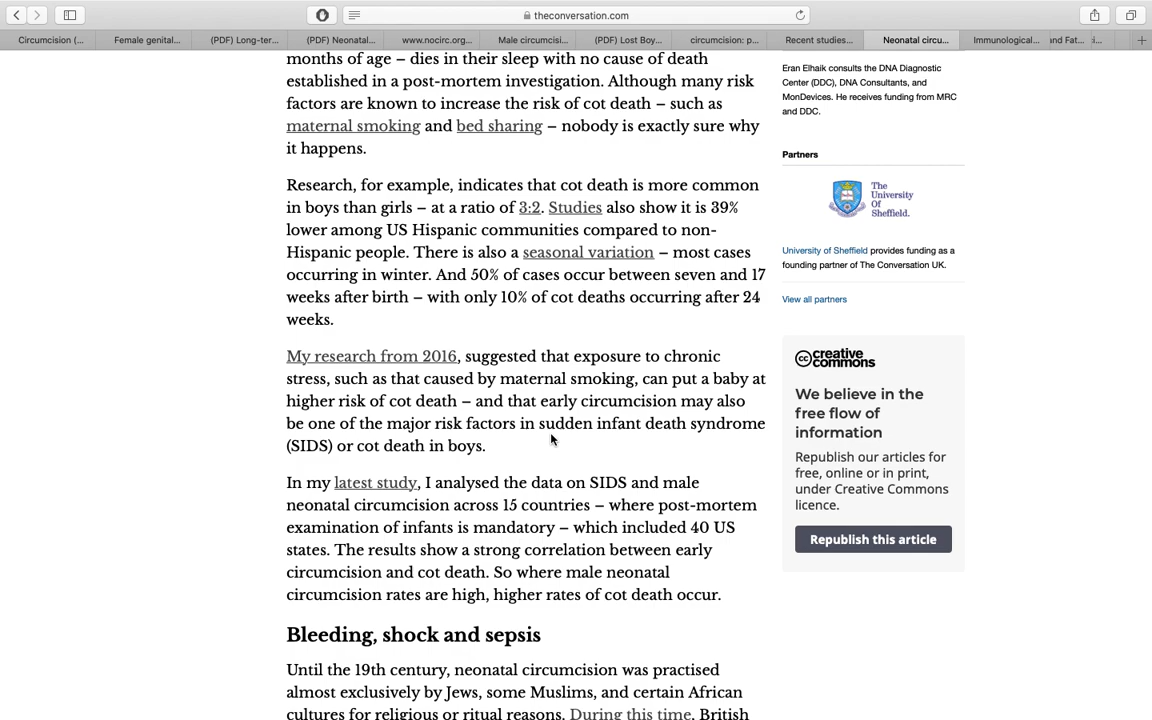 theconversation.com
Circumcision (...
Female genital...
(PDF) Long-ter...
(PDF) Neonatal...
www.nocirc.org...
Male circumcisi...
(PDF) Lost Boy...
circumcision: p...
Recent studies...
Neonatal circu...
Immunological...
and Fat...
months of age – dies in their sleep with no cause of death
established in a post-mortem investigation. Although many risk
factors are known to increase the risk of cot death – such as
maternal smoking and bed sharing – nobody is exactly sure why
it happens.
Research, for example, indicates that cot death is more common
in boys than girls – at a ratio of 3:2. Studies also show it is 39%
lower among US Hispanic communities compared to non-
Hispanic people. There is also a seasonal variation – most cases
occurring in winter. And 50% of cases occur between seven and 17
weeks after birth – with only 10% of cot deaths occurring after 24
weeks.
My research from 2016, suggested that exposure to chronic
stress, such as that caused by maternal smoking, can put a baby at
higher risk of cot death – and that early circumcision may also
be one of the major risk factors in sudden infant death syndrome
(SIDS) or cot death in boys.
In my latest study, I analysed the data on SIDS and male
neonatal circumcision across 15 countries – where post-mortem
examination of infants is mandatory – which included 40 US
states. The results show a strong correlation between early
circumcision and cot death. So where male neonatal
circumcision rates are high, higher rates of cot death occur.
Bleeding, shock and sepsis
Until the 19th century, neonatal circumcision was practised
almost exclusively by Jews, some Muslims, and certain African
cultures for religious or ritual reasons. During this time, British
Eran Elhaik consults the DNA Diagnostic
Center (DDC), DNA Consultants, and
MonDevices. He receives funding from MRC
and DDC.
Partners
The
University
Of
Sheffield.
University of Sheffield provides funding as a
founding partner of The Conversation UK.
View all partners
cc creative
commons
We believe in the
free flow of
information
Republish our articles for
free, online or in print,
under Creative Commons
licence.
Republish this article